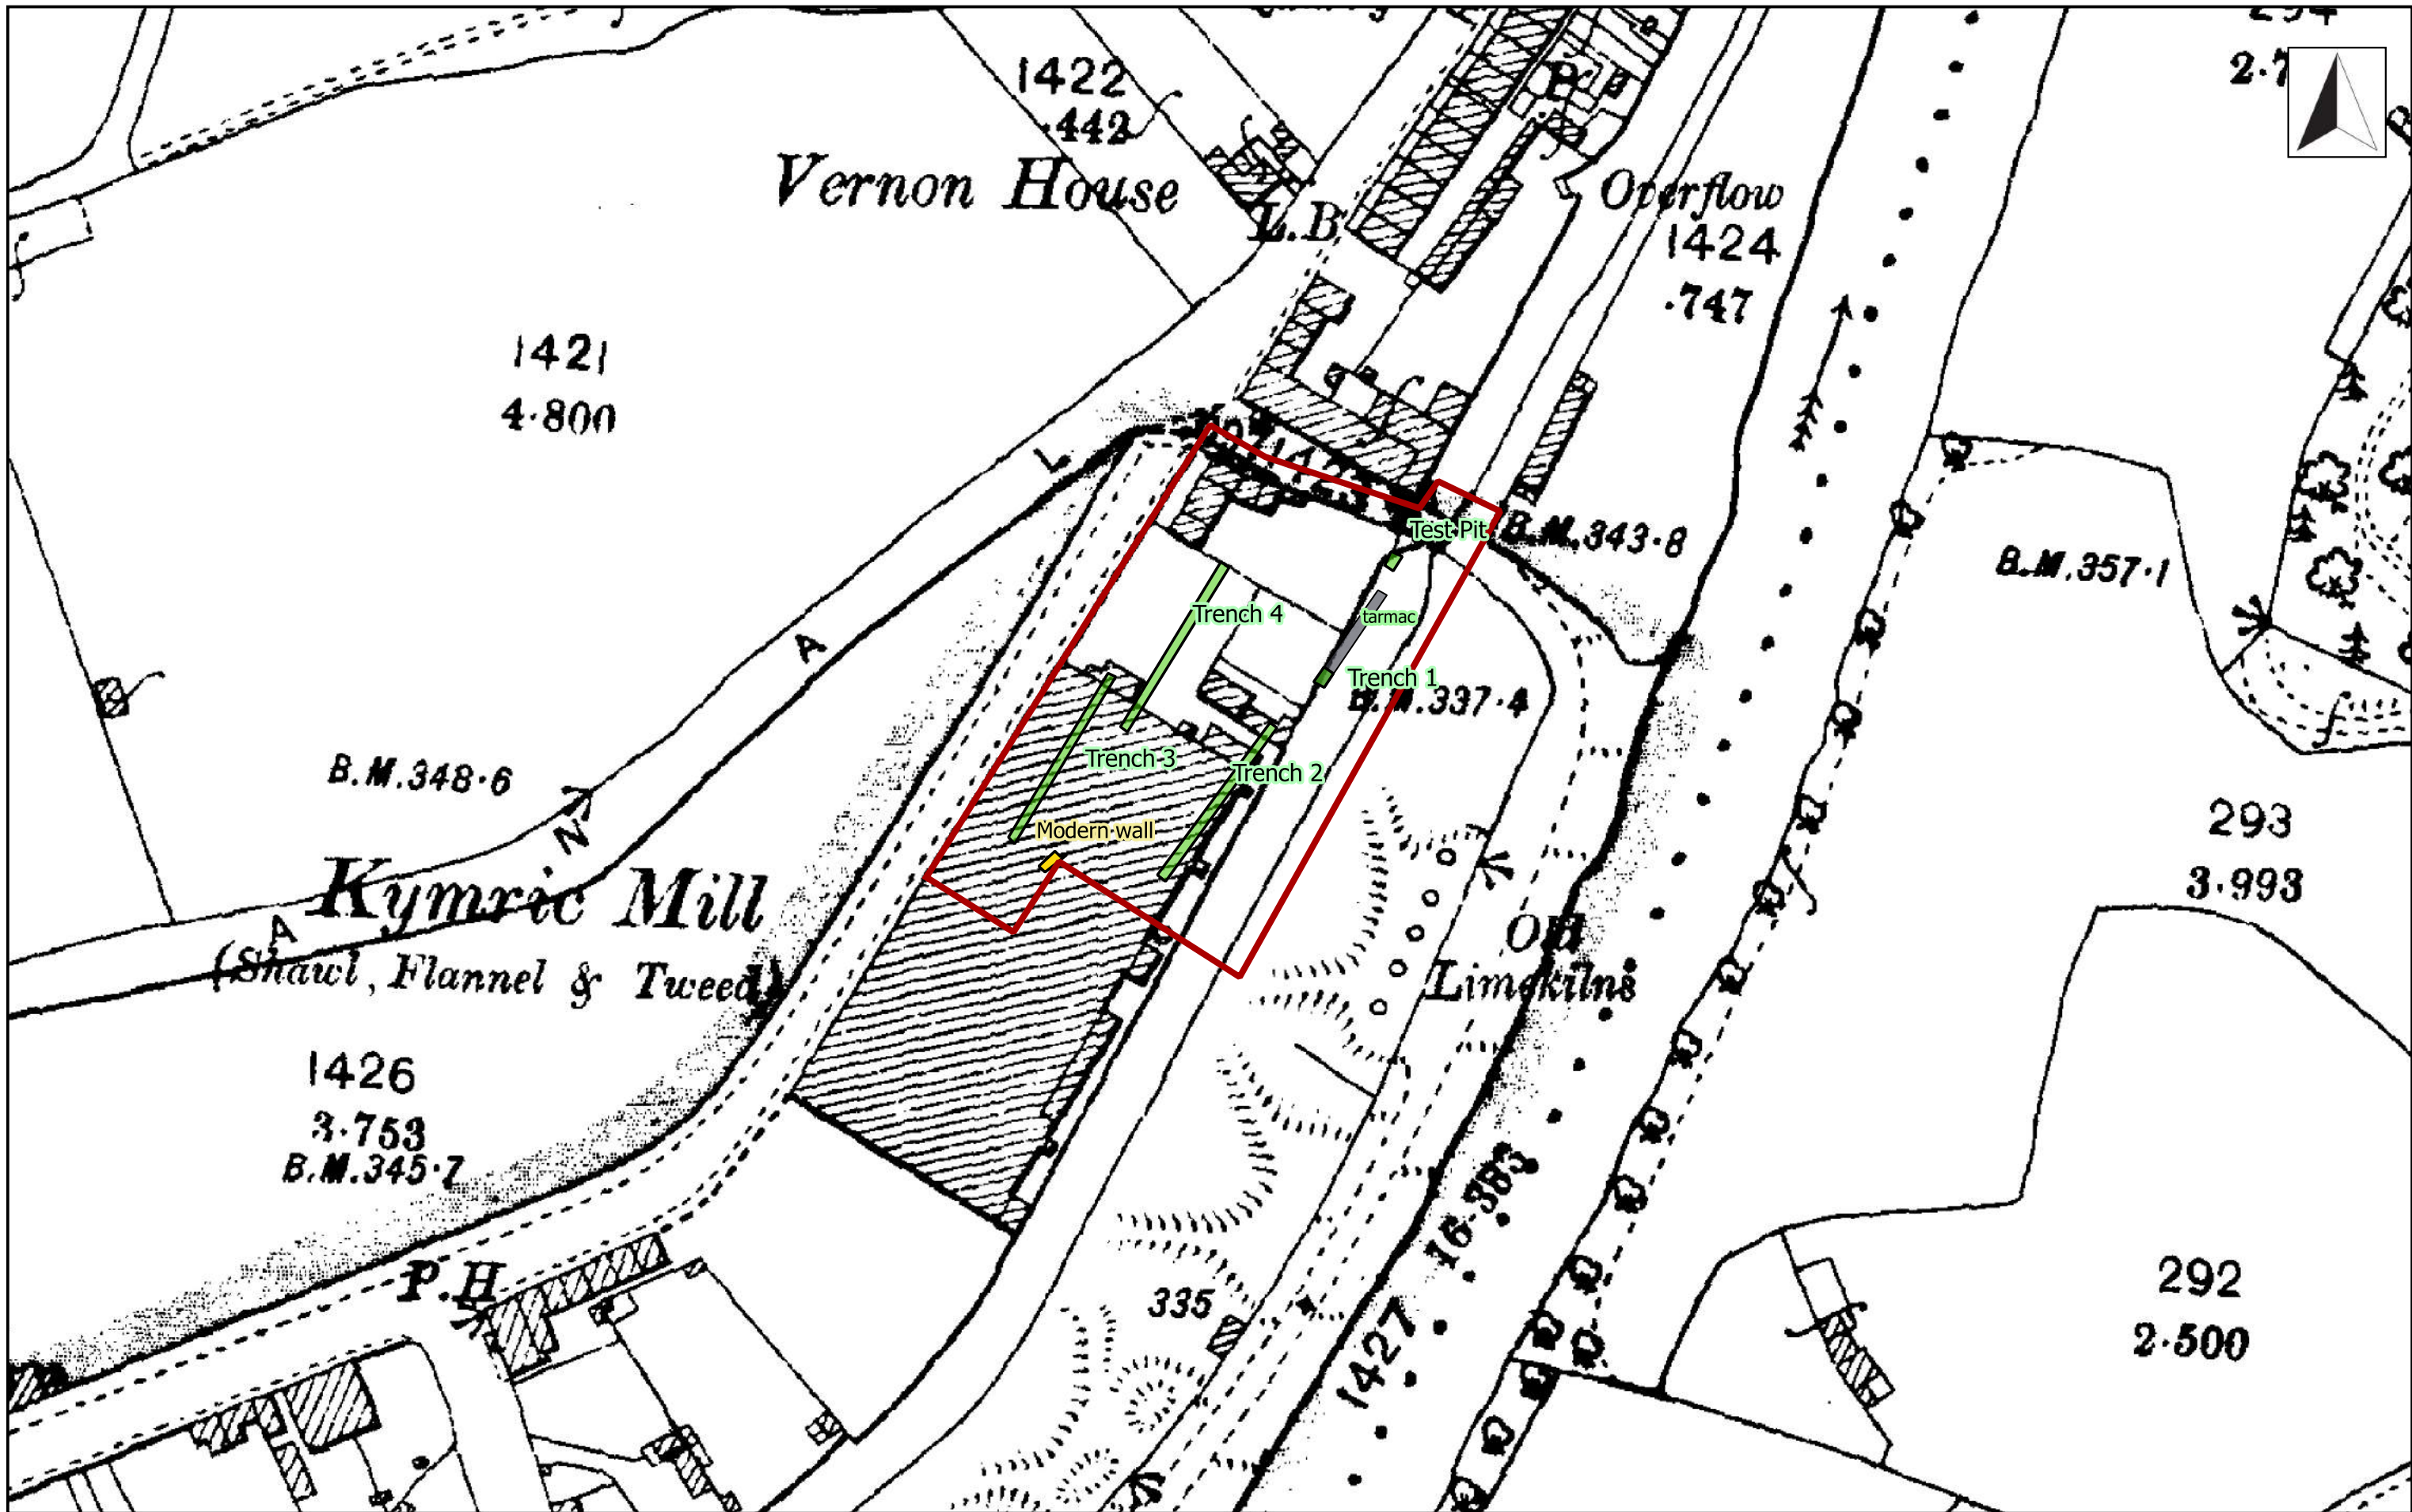 1422
.442
Vernon House
L.B
Overflow
1424
.747
1421
4.800
L
A
N
A
B.M.343.8
B.M.357.1
Test Pit
tarmac
Trench 4
Trench 1
B.M.337.4
Trench 3
Trench 2
B.M.348.6
Modern wall
Kymric Mill
(Shawl, Flannel & Tweed)
293
3.993
Old
Limekilns
1426
3.753
B.M.345.7
P.H
335
16.383
1427
292
2.500